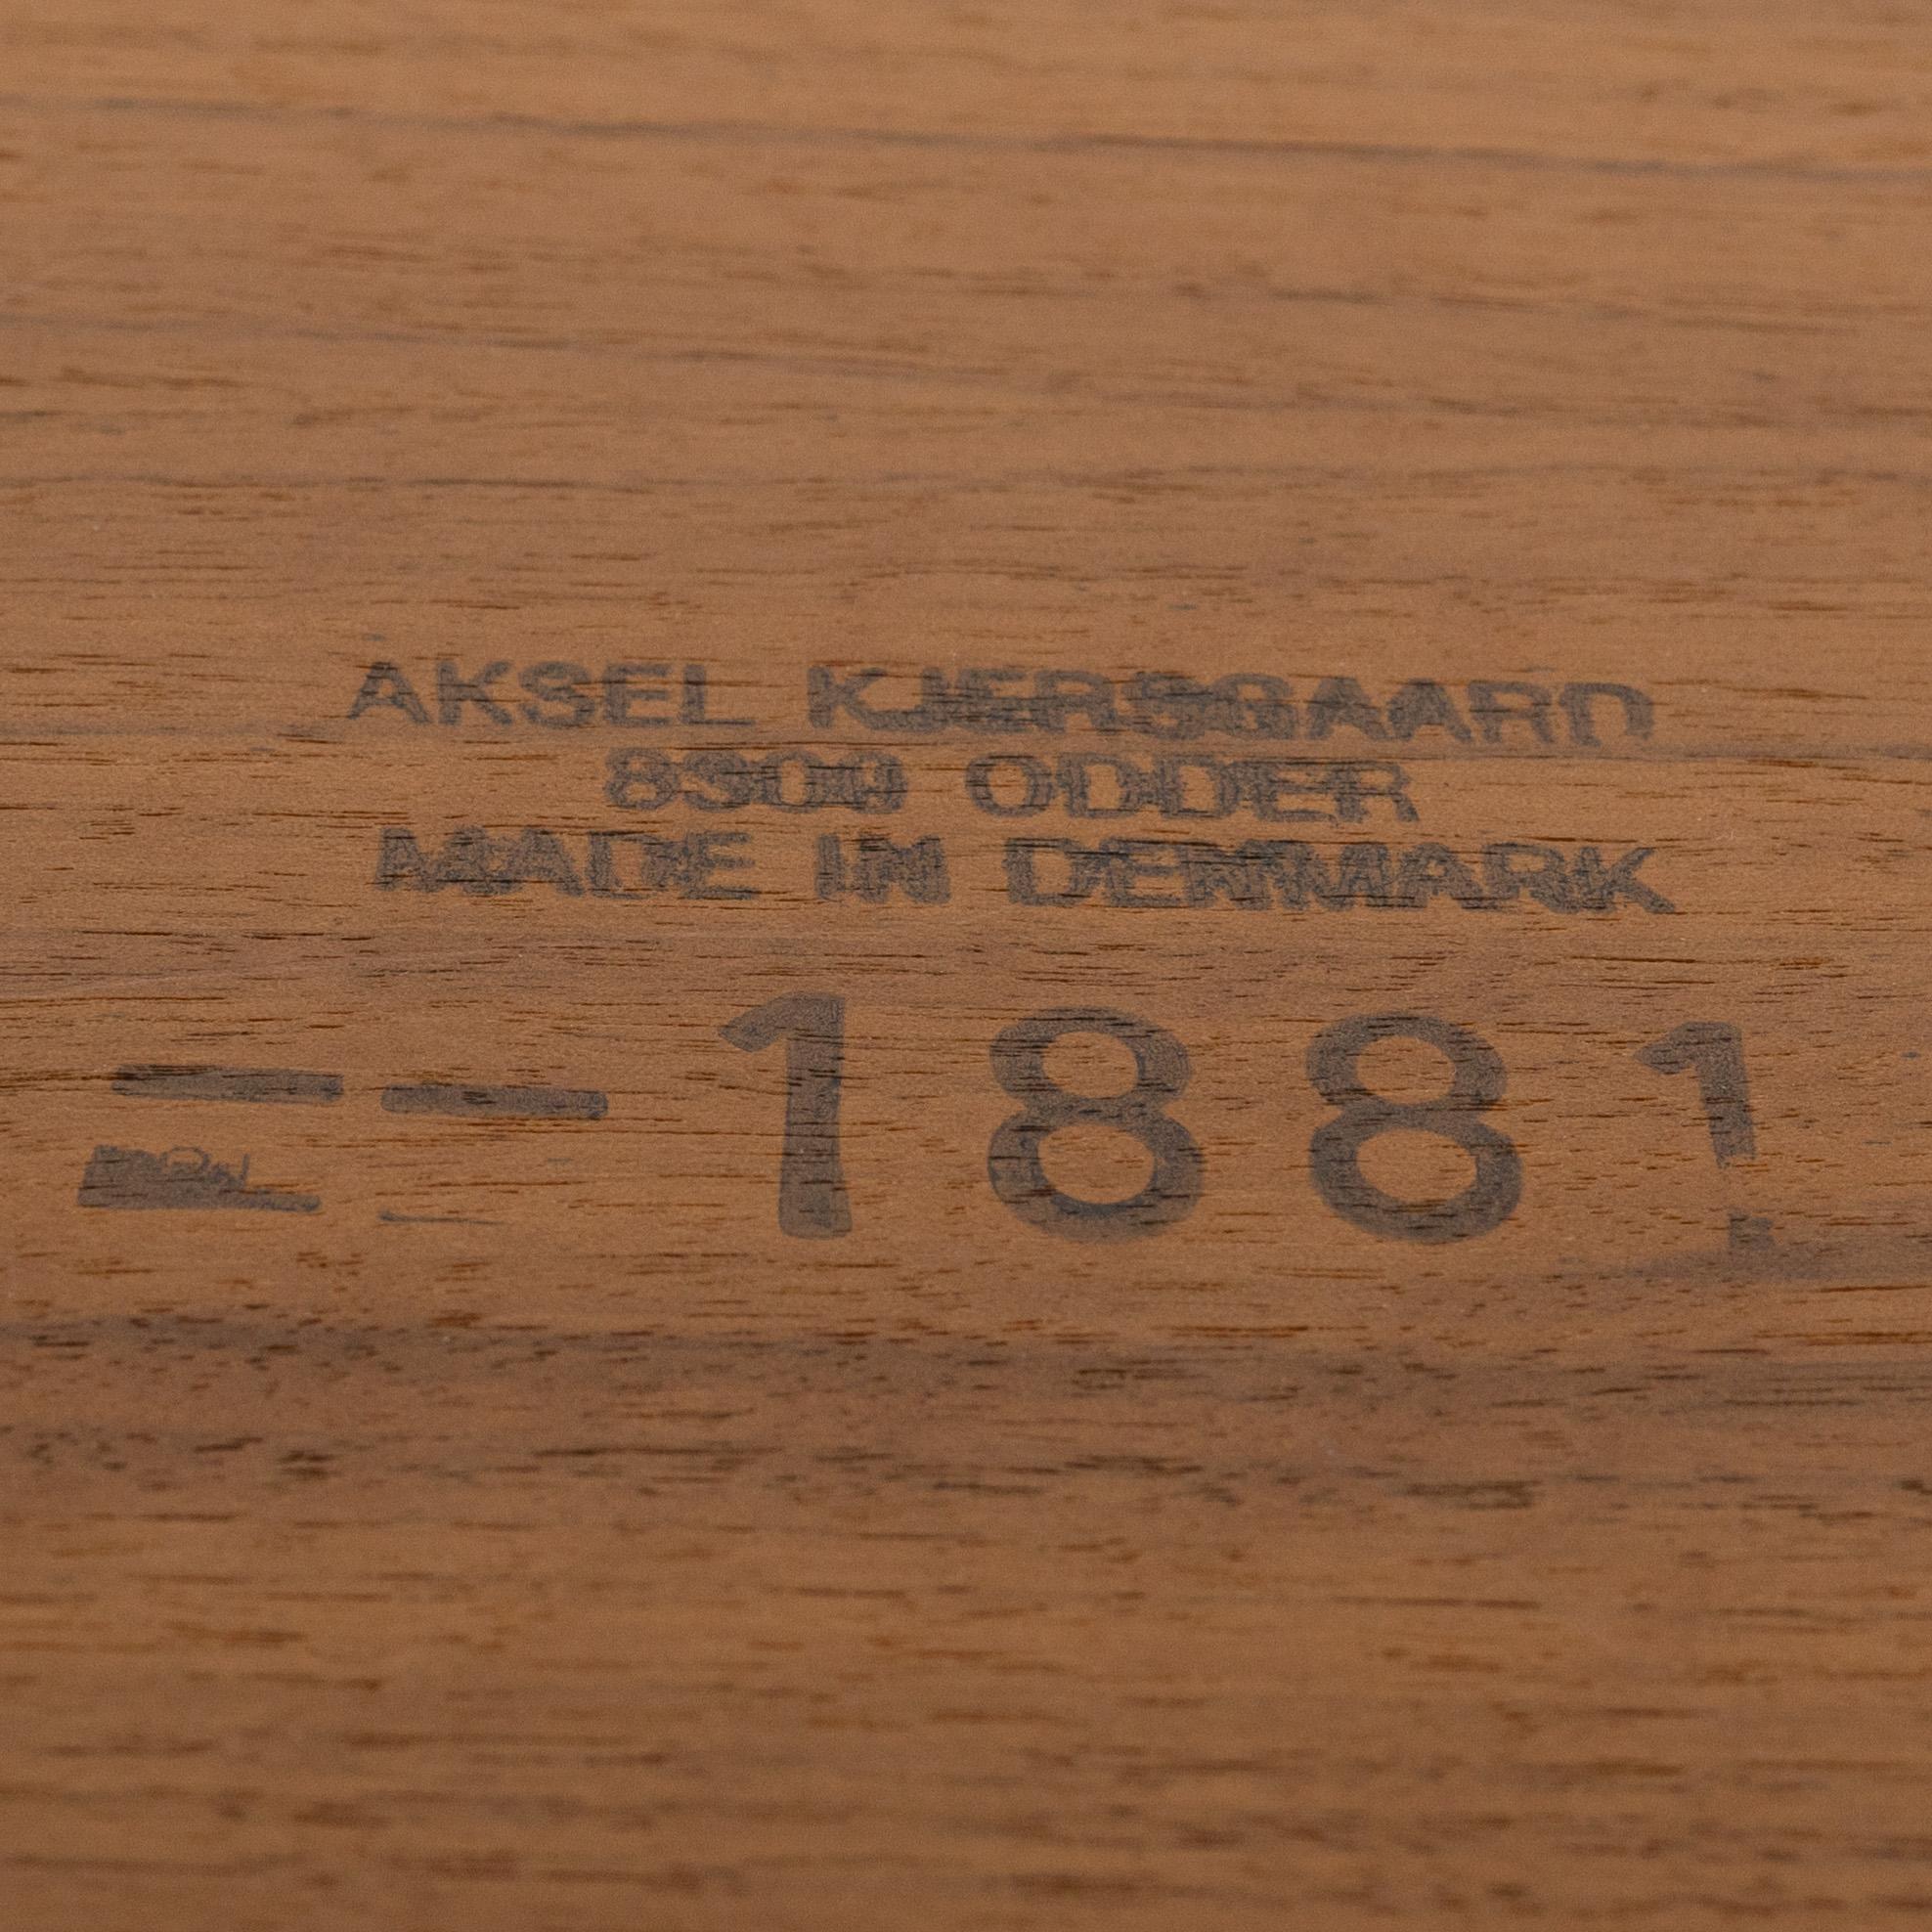 AKSEL KJERSGAARD
8300 ODDER
MADE IN DENMARK
-- 1881